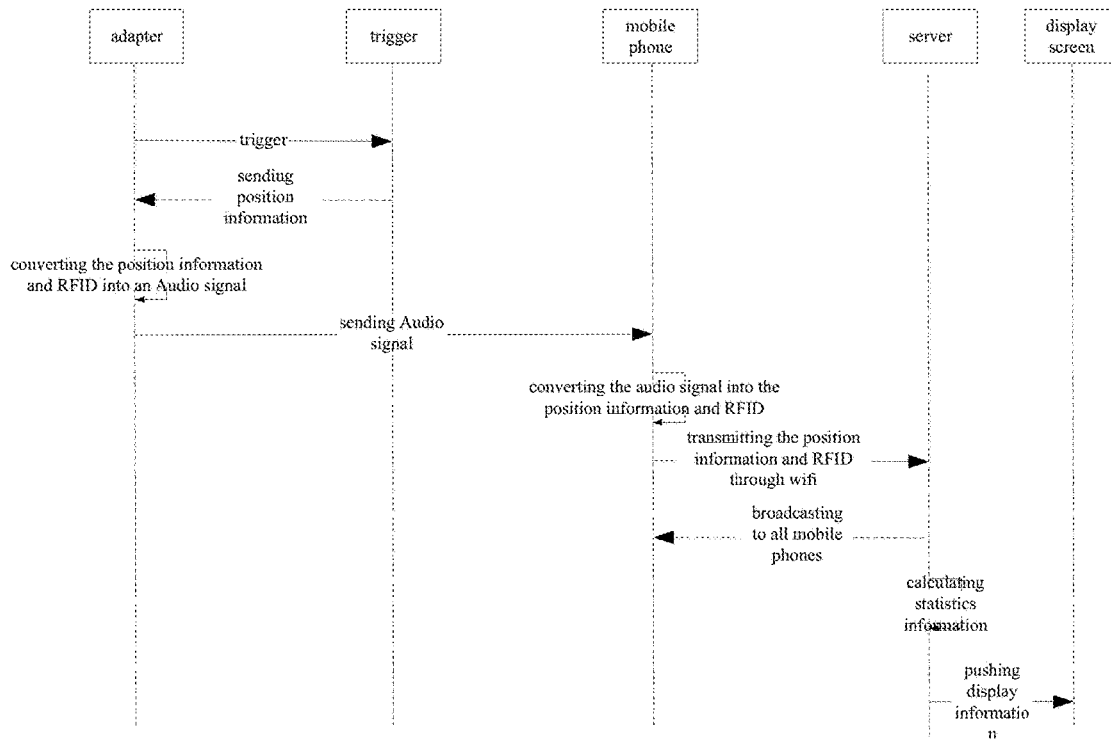 adapter
trigger
mobile
phone
server
display
screen
trigger
sending
position
information
converting the position information
and RFID into an Audio signal
sending Audio
signal
converting the audio signal into the
position information and RFID
transmitting the position
information and RFID
through wifi
broadcasting
to all mobile
phones
calculating
statistics
information
pushing
display
informatio
n